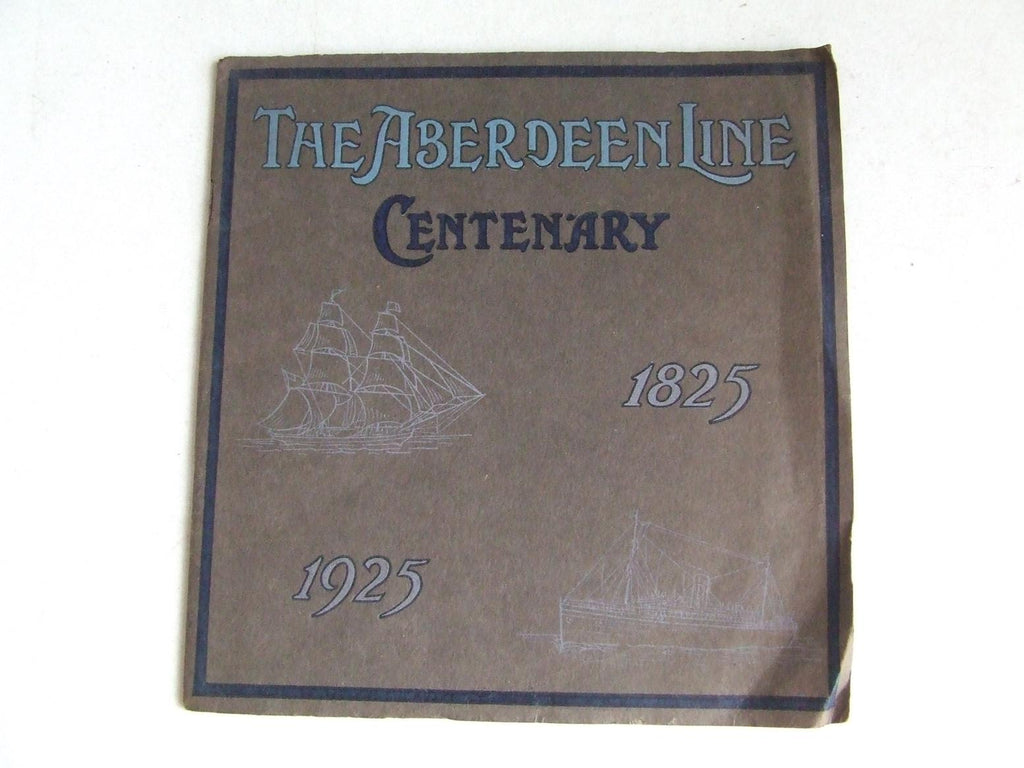 THE ABERDEEN LINE
CENTENARY
1825
1925